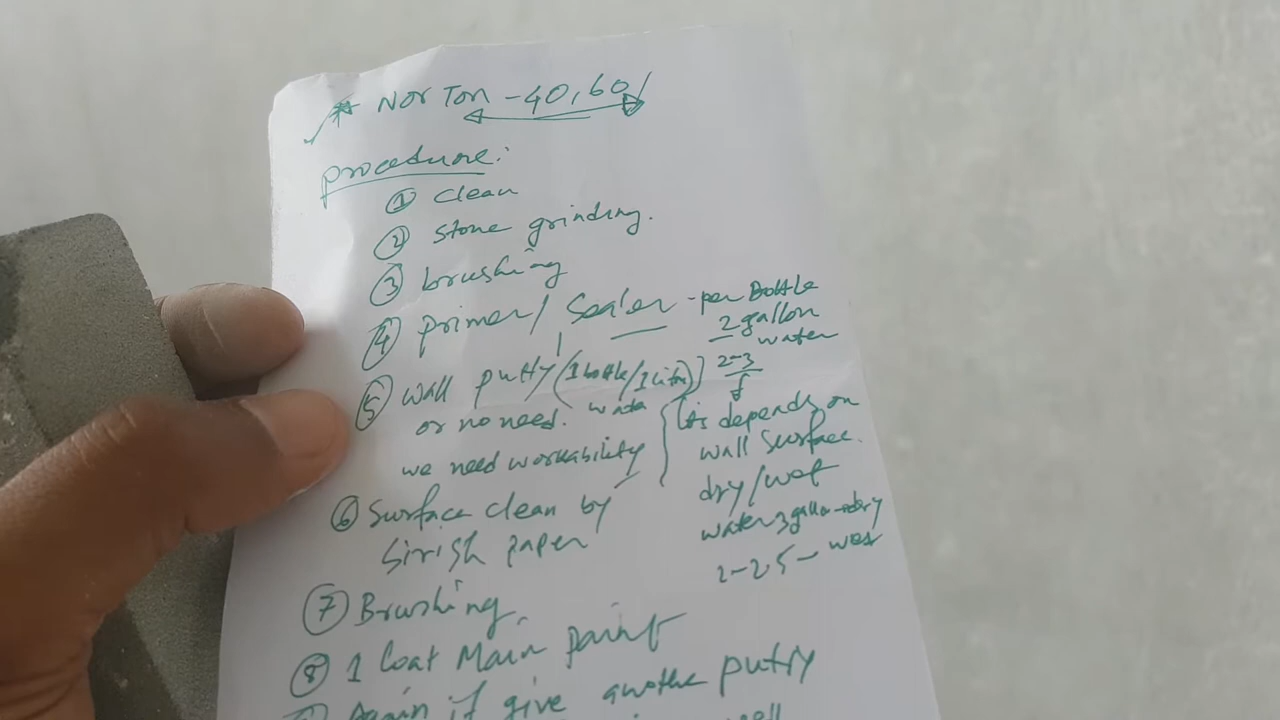 * NorTon - 40, 60/
procedure:
① clean
② stone grinding.
③ brushing
④ primer / Sealer - per Bottle
2 gallon
water
⑤ wall putty (1 bottle/1 litre) 2-3
or no need. water
we need workability
Its depends on
wall surface.
dry/wet
water 3 gallon - dry
2-2.5 - wet
⑥ Surface clean by
Sirish paper
⑦ Brushing,
⑧ 1 Coat Main paint
Again if give another putty
wall